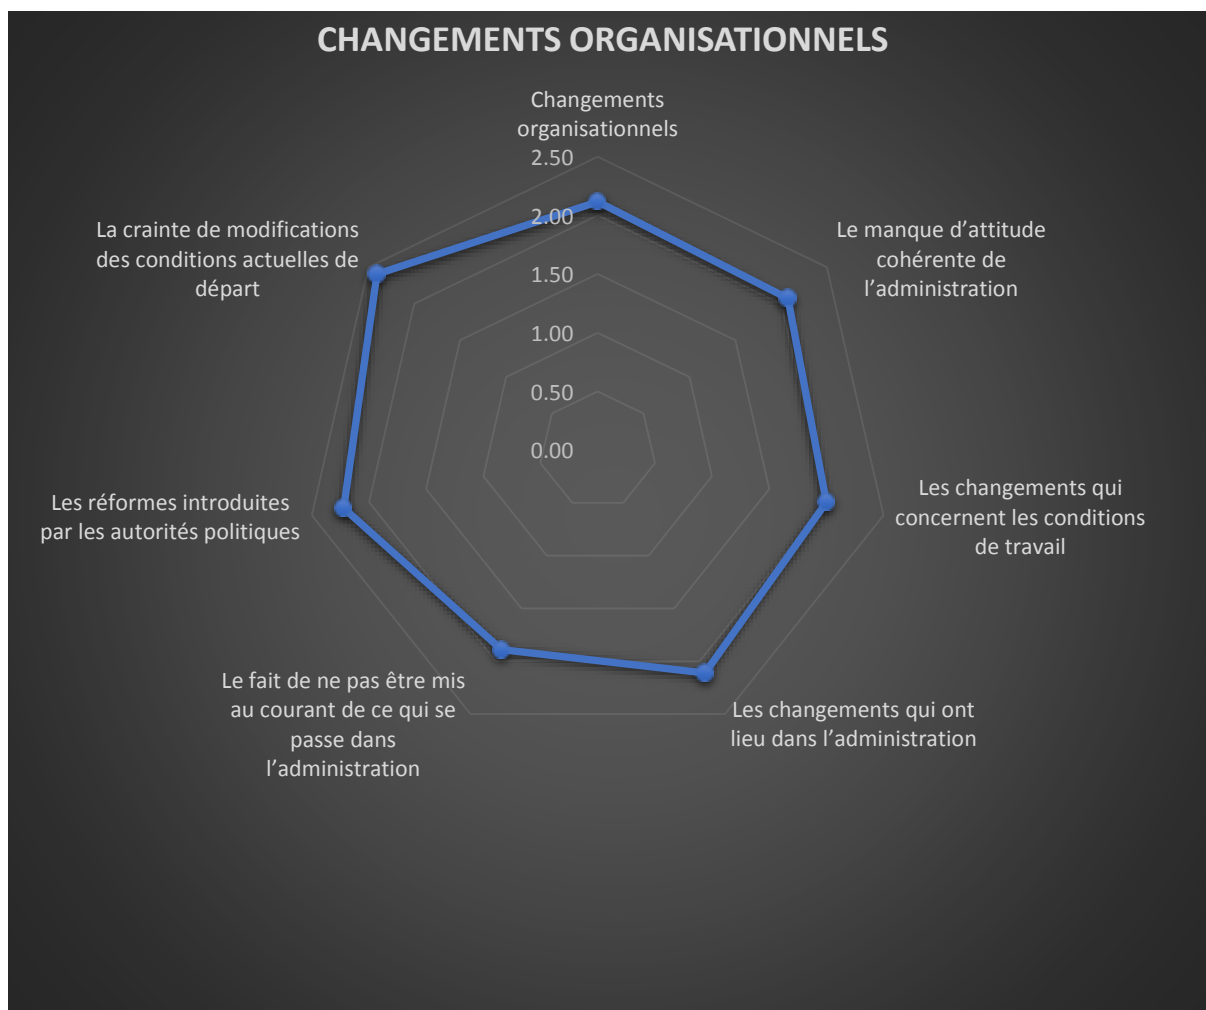 CHANGEMENTS ORGANISATIONNELS
Changements
organisationnels
2.50
2.00
1.50
1.00
0.50
0.00
Le manque d’attitude
cohérente de
l’administration
Les changements qui
concernent les conditions
de travail
Les changements qui ont
lieu dans l’administration
Le fait de ne pas être mis
au courant de ce qui se
passe dans
l’administration
Les réformes introduites
par les autorités politiques
La crainte de modifications
des conditions actuelles de
départ